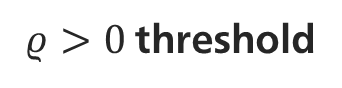 ϱ > 0 threshold